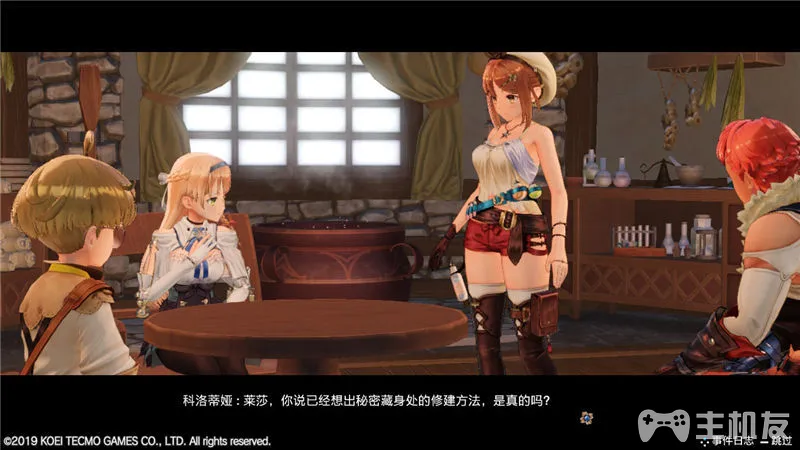 科洛蒂娅：莱莎，你说已经想出秘密藏身处的修建方法，是真的吗？
©2019 KOEI TECMO GAMES CO., LTD. All rights reserved.
主机友
事件日志 跳过